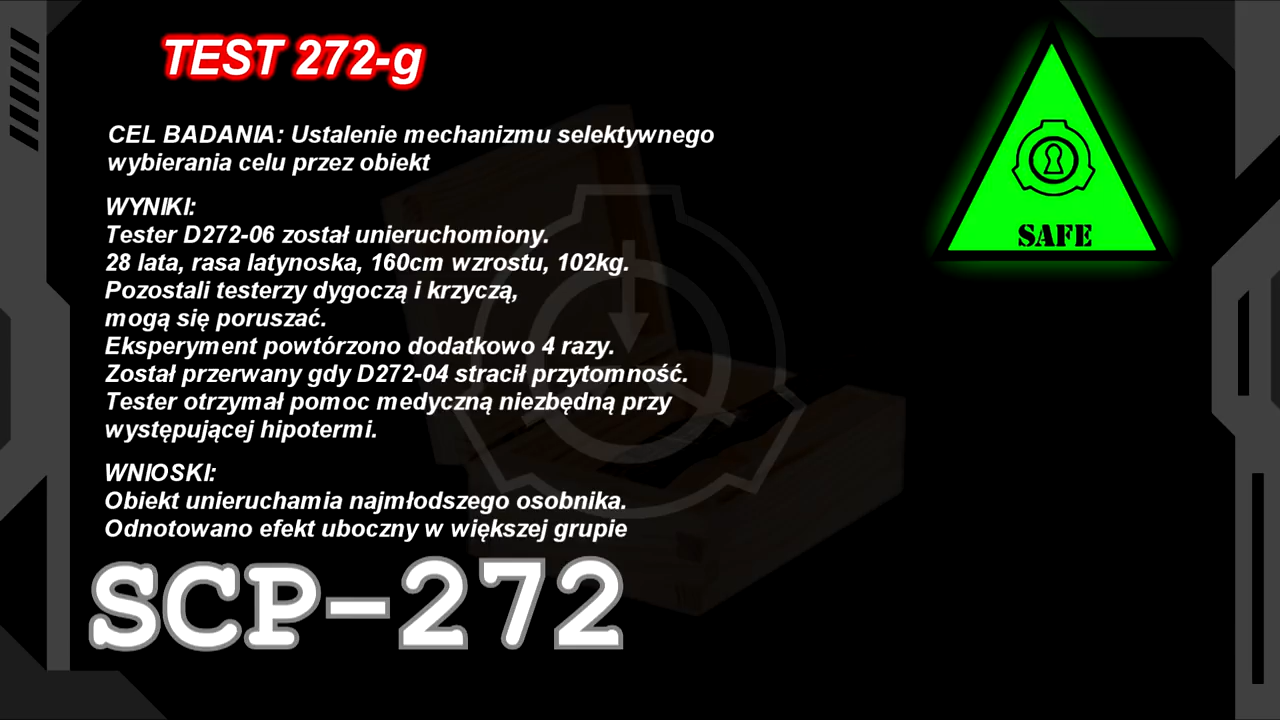 TEST 272-g
CEL BADANIA: Ustalenie mechanizmu selektywnego
wybierania celu przez obiekt
WYNIKI:
Tester D272-06 został unieruchomiony.
28 lata, rasa latynoska, 160cm wzrostu, 102kg.
Pozostali testerzy dygoczą i krzyczą,
mogą się poruszać.
Eksperyment powtórzono dodatkowo 4 razy.
Został przerwany gdy D272-04 stracił przytomność.
Tester otrzymał pomoc medyczną niezbędną przy
występującej hipotermi.
WNIOSKI:
Obiekt unieruchamia najmłodszego osobnika.
Odnotowano efekt uboczny w większej grupie
SCP-272
SAFE